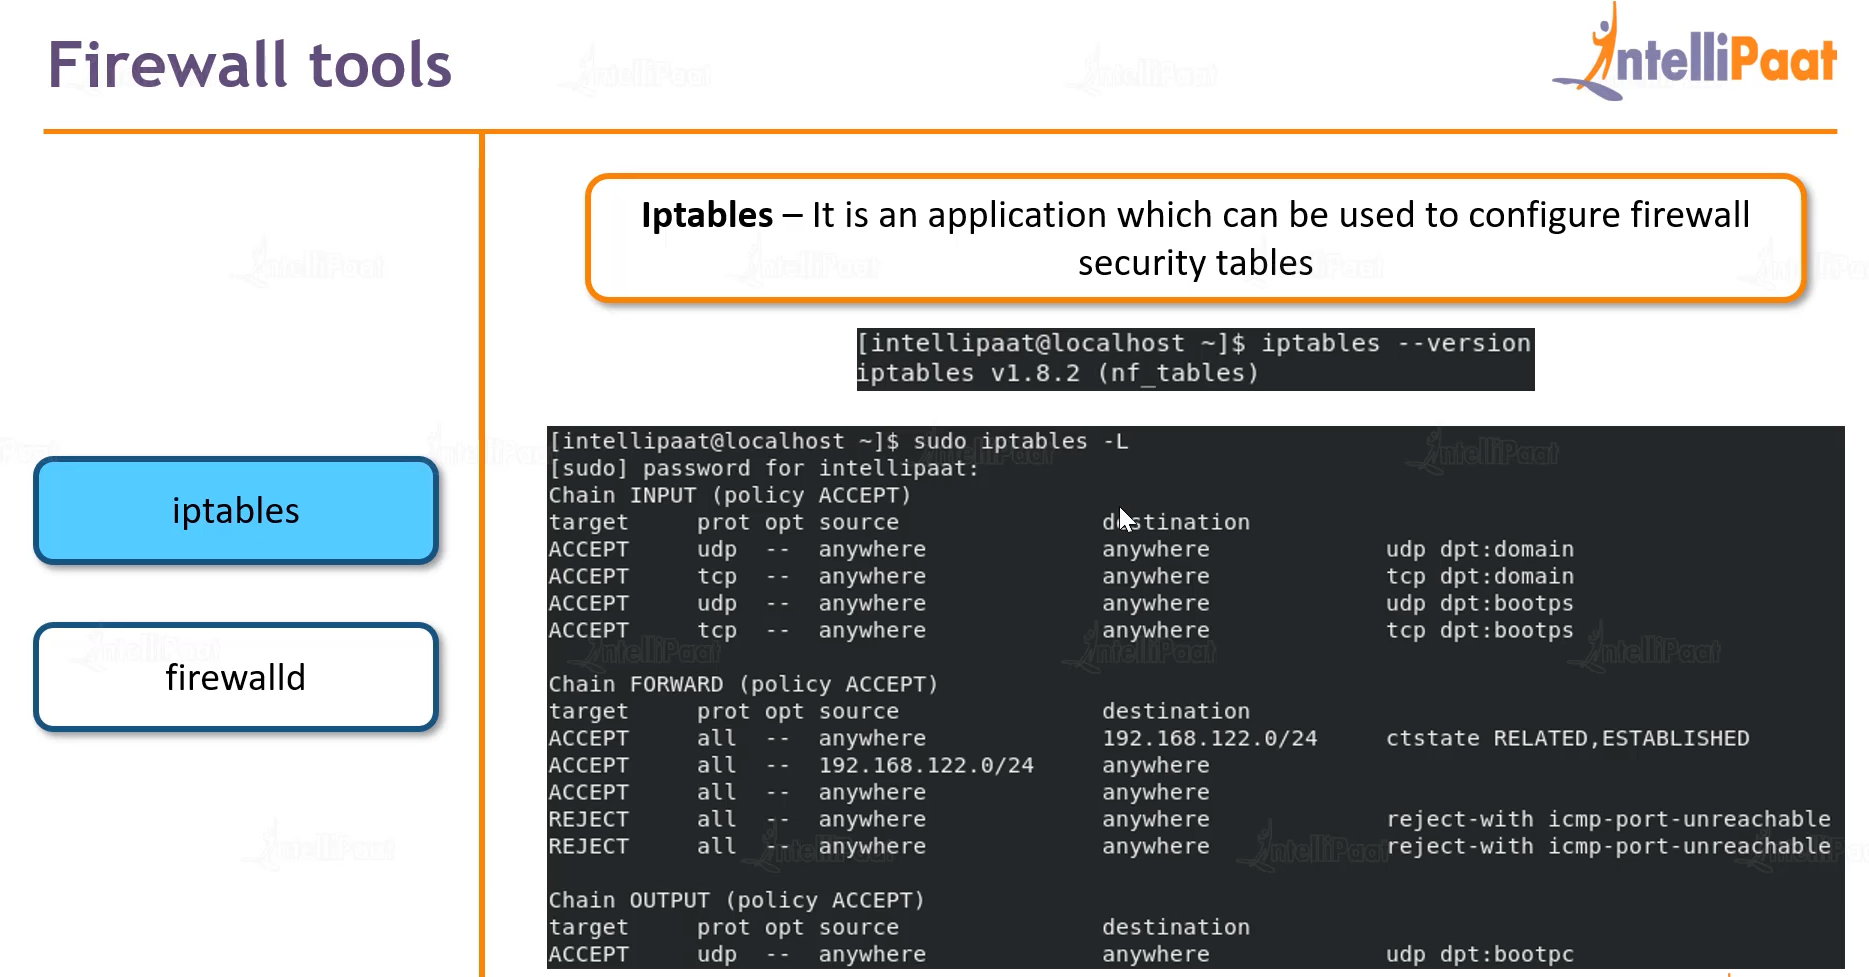 Firewall tools
IntelliPaat
iptables
firewalld
Iptables – It is an application which can be used to configure firewall
security tables
[intellipaat@localhost ~]$ iptables --version
iptables v1.8.2 (nf_tables)
[intellipaat@localhost ~]$ sudo iptables -L
[sudo] password for intellipaat:
Chain INPUT (policy ACCEPT)
target     prot opt source               destination
ACCEPT     udp  --  anywhere             anywhere             udp dpt:domain
ACCEPT     tcp  --  anywhere             anywhere             tcp dpt:domain
ACCEPT     udp  --  anywhere             anywhere             udp dpt:bootps
ACCEPT     tcp  --  anywhere             anywhere             tcp dpt:bootps
Chain FORWARD (policy ACCEPT)
target     prot opt source               destination
ACCEPT     all  --  anywhere             192.168.122.0/24     ctstate RELATED,ESTABLISHED
ACCEPT     all  --  192.168.122.0/24     anywhere
ACCEPT     all  --  anywhere             anywhere
REJECT     all  --  anywhere             anywhere             reject-with icmp-port-unreachable
REJECT     all  --  anywhere             anywhere             reject-with icmp-port-unreachable
Chain OUTPUT (policy ACCEPT)
target     prot opt source               destination
ACCEPT     udp  --  anywhere             anywhere             udp dpt:bootpc